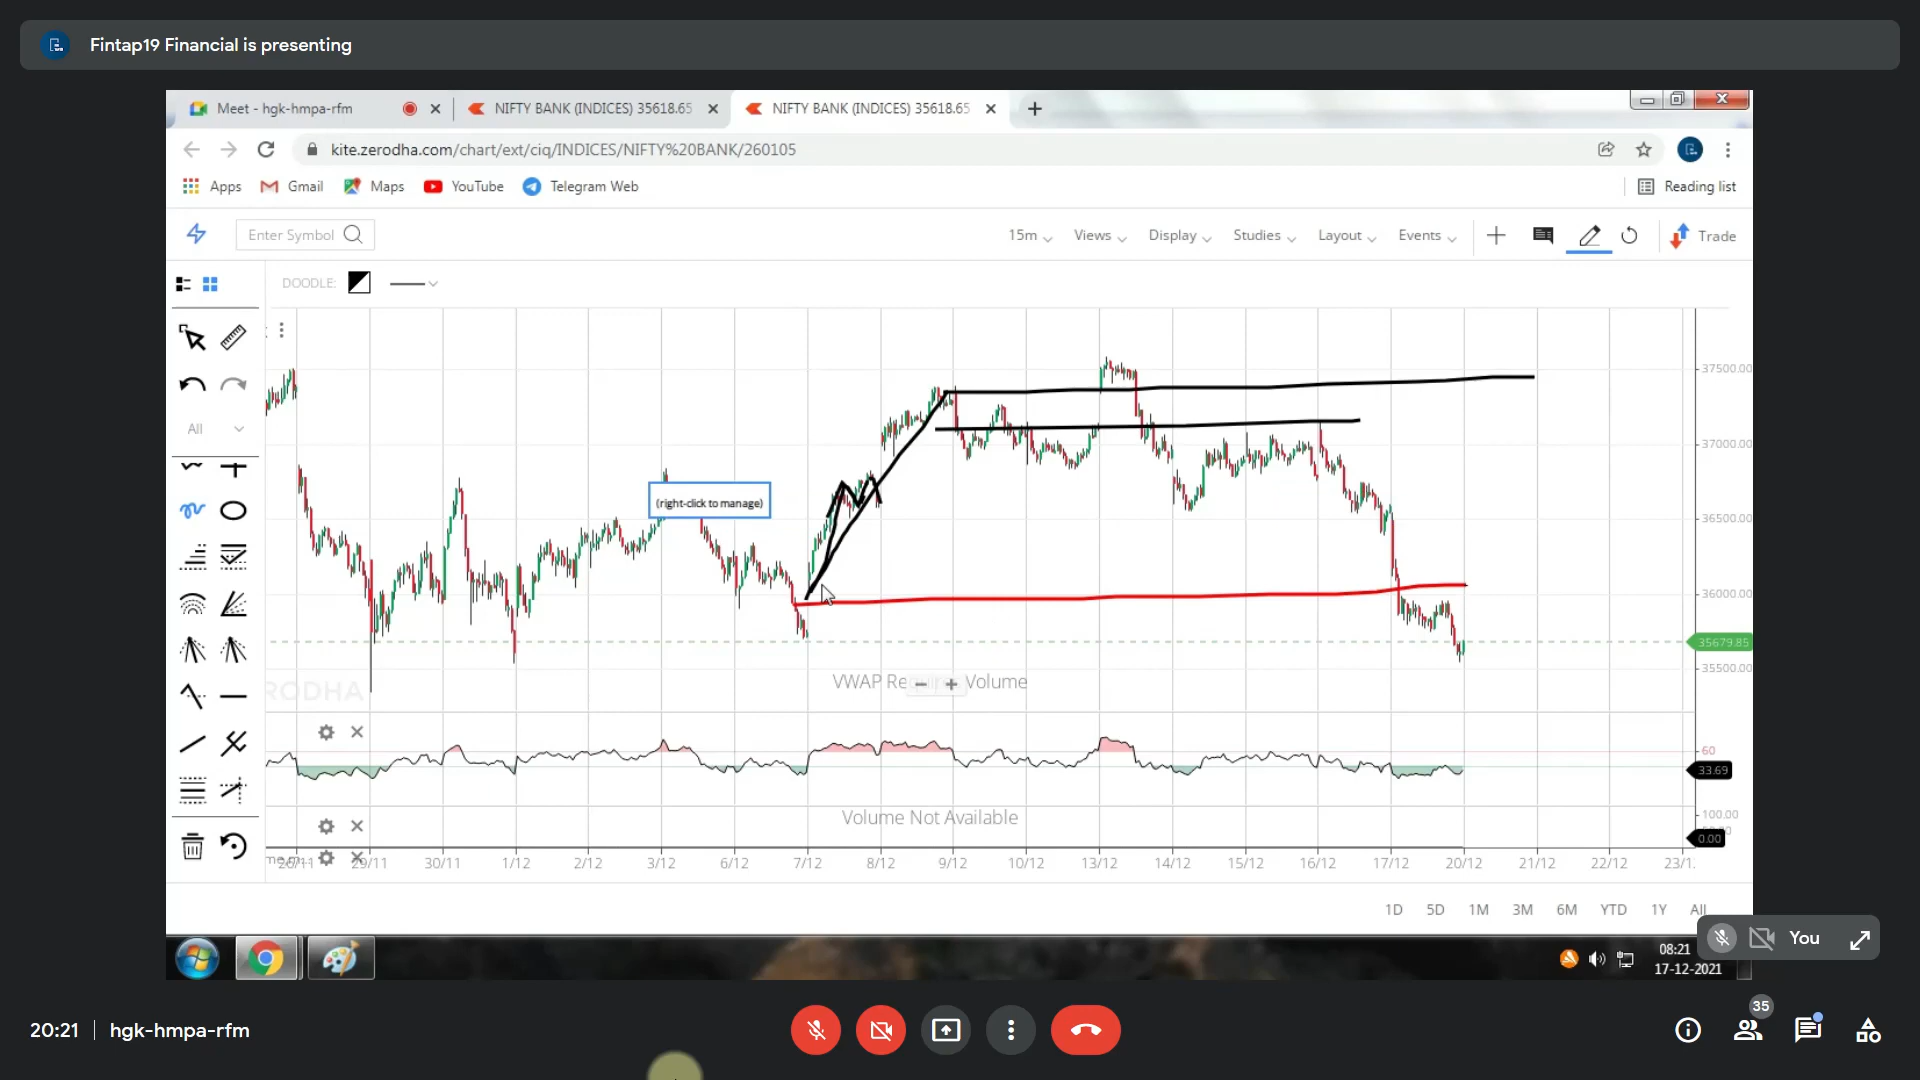 Fintap19 Financial is presenting
Meet - hgk-hmpa-rfm
NIFTY BANK (INDICES) 35618.65
NIFTY BANK (INDICES) 35618.65
kite.zerodha.com/chart/ext/ciq/INDICES/NIFTY%20BANK/260105
Apps Gmail Maps YouTube Telegram Web Reading list
Enter Symbol 15m Views Display Studies Layout Events Trade
DOODLE:
All
(right-click to manage)
37500.00
37000.00
36500.00
36000.00
35679.85
35500.00
VWAP Re Volume
60
33.69
Volume Not Available
100.00
0.00
26/11 29/11 30/11 1/12 2/12 3/12 6/12 7/12 8/12 9/12 10/12 13/12 14/12 15/12 16/12 17/12 20/12 21/12 22/12 23/1
1D 5D 1M 3M 6M YTD 1Y All
You
08:21
17-12-2021
20:21 hgk-hmpa-rfm
35